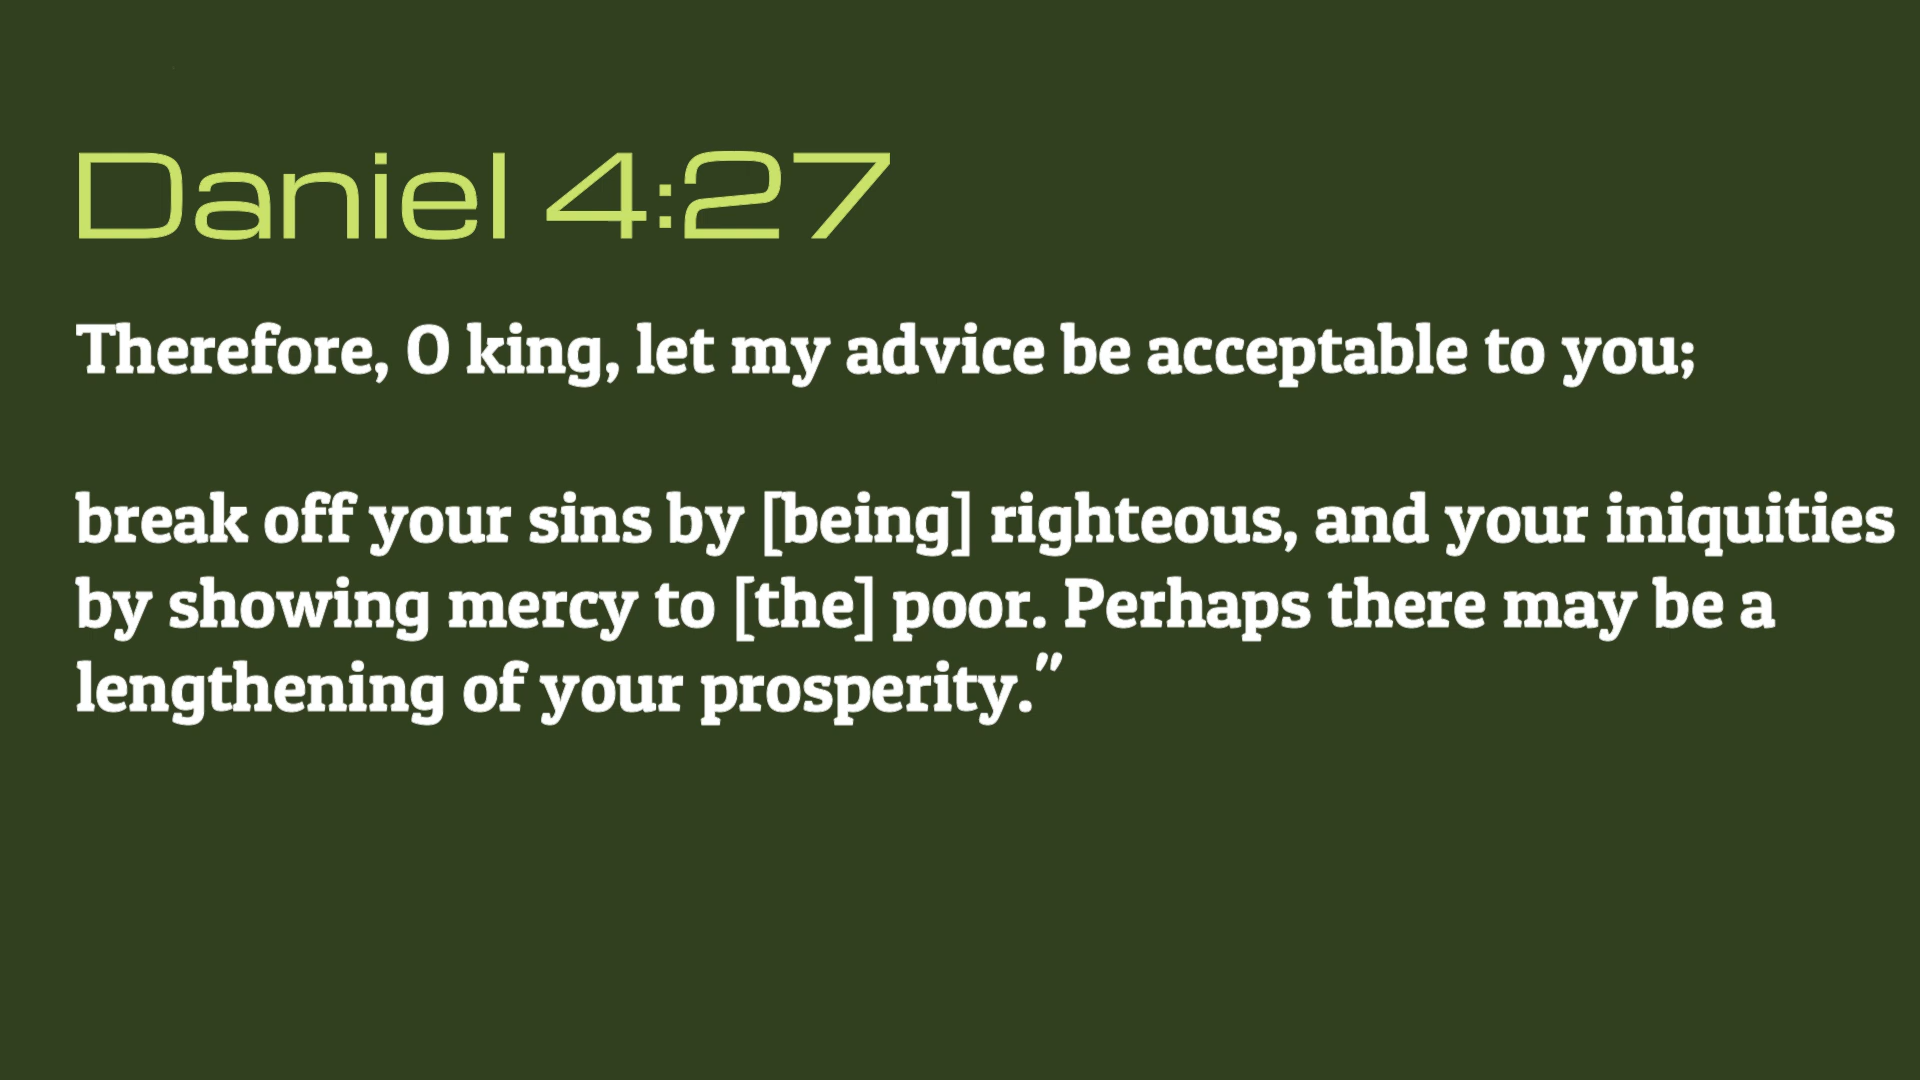 Daniel 4:27
Therefore, O king, let my advice be acceptable to you;
break off your sins by [being] righteous, and your iniquities
by showing mercy to [the] poor. Perhaps there may be a
lengthening of your prosperity.”